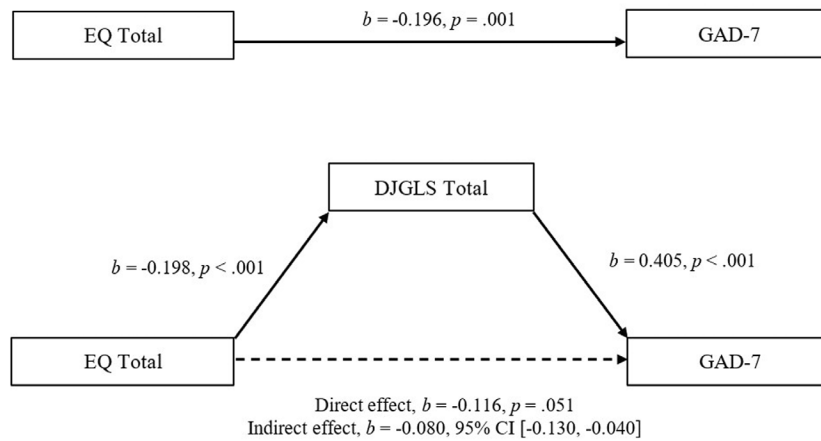 b = -0.196, p = .001
EQ Total
GAD-7
DJGLS Total
b = -0.198, p < .001
b = 0.405, p < .001
EQ Total
GAD-7
Direct effect, b = -0.116, p = .051
Indirect effect, b = -0.080, 95% CI [-0.130, -0.040]